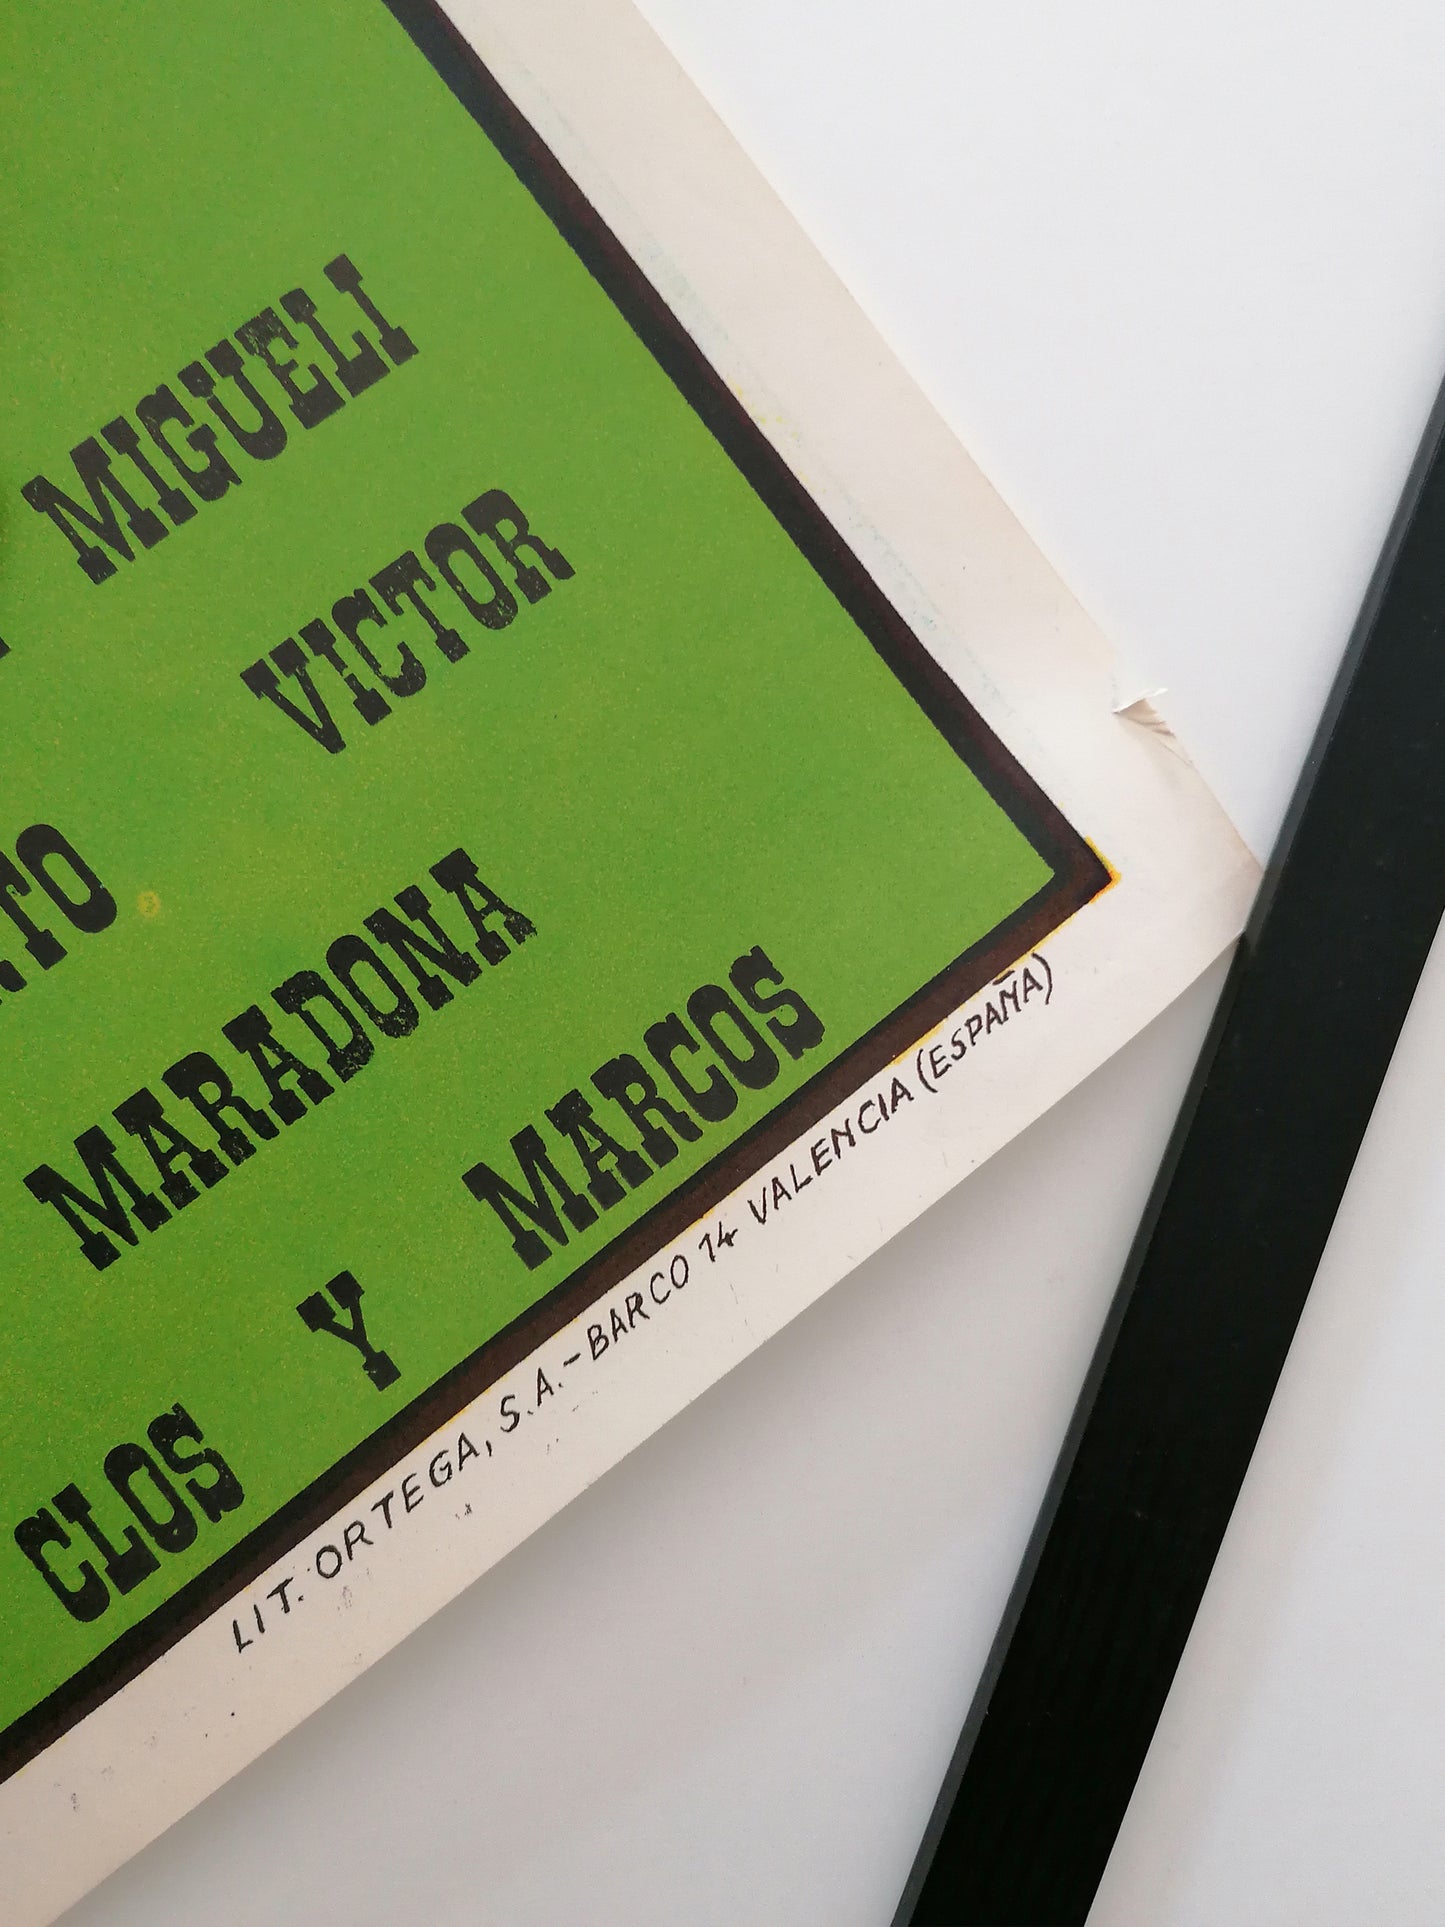 MIGUELI
VICTOR
MARADONA
CLOS Y MARCOS
LIT. ORTEGA, S.A.-BARCO 14 VALENCIA (ESPAÑA)